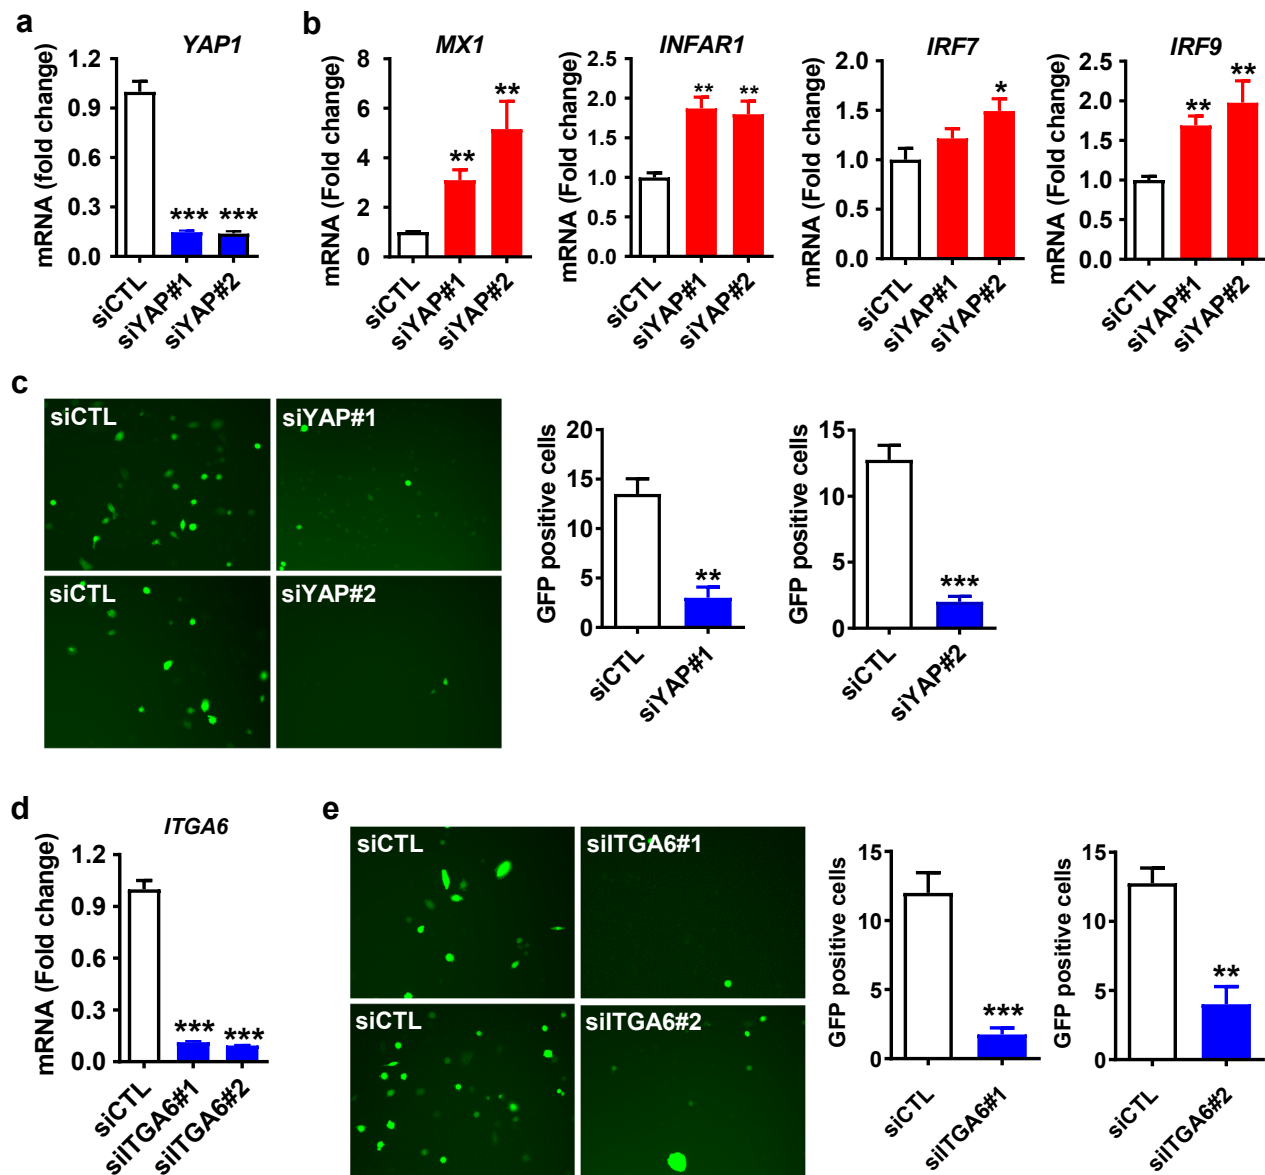 a
YAP1
mRNA (fold change)
1.2
0.9
0.6
0.3
0.0
***
***
siCTL
siYAP#1
siYAP#2
b
MX1
mRNA (Fold change)
8
6
4
2
0
**
**
siCTL
siYAP#1
siYAP#2
INFAR1
mRNA (Fold change)
2.5
2.0
1.5
1.0
0.5
0.0
**
**
siCTL
siYAP#1
siYAP#2
IRF7
mRNA (Fold change)
2.0
1.5
1.0
0.5
0.0
*
siCTL
siYAP#1
siYAP#2
IRF9
mRNA (Fold change)
2.5
2.0
1.5
1.0
0.5
0.0
**
**
siCTL
siYAP#1
siYAP#2
c
siCTL
siYAP#1
siCTL
siYAP#2
GFP positive cells
20
15
10
5
0
**
siCTL
siYAP#1
GFP positive cells
15
10
5
0
***
siCTL
siYAP#2
d
ITGA6
mRNA (Fold change)
1.2
0.9
0.6
0.3
0.0
***
***
siCTL
siITGA6#1
siITGA6#2
e
siCTL
siITGA6#1
siCTL
siITGA6#2
GFP positive cells
15
10
5
0
***
siCTL
siITGA6#1
GFP positive cells
15
10
5
0
**
siCTL
siITGA6#2